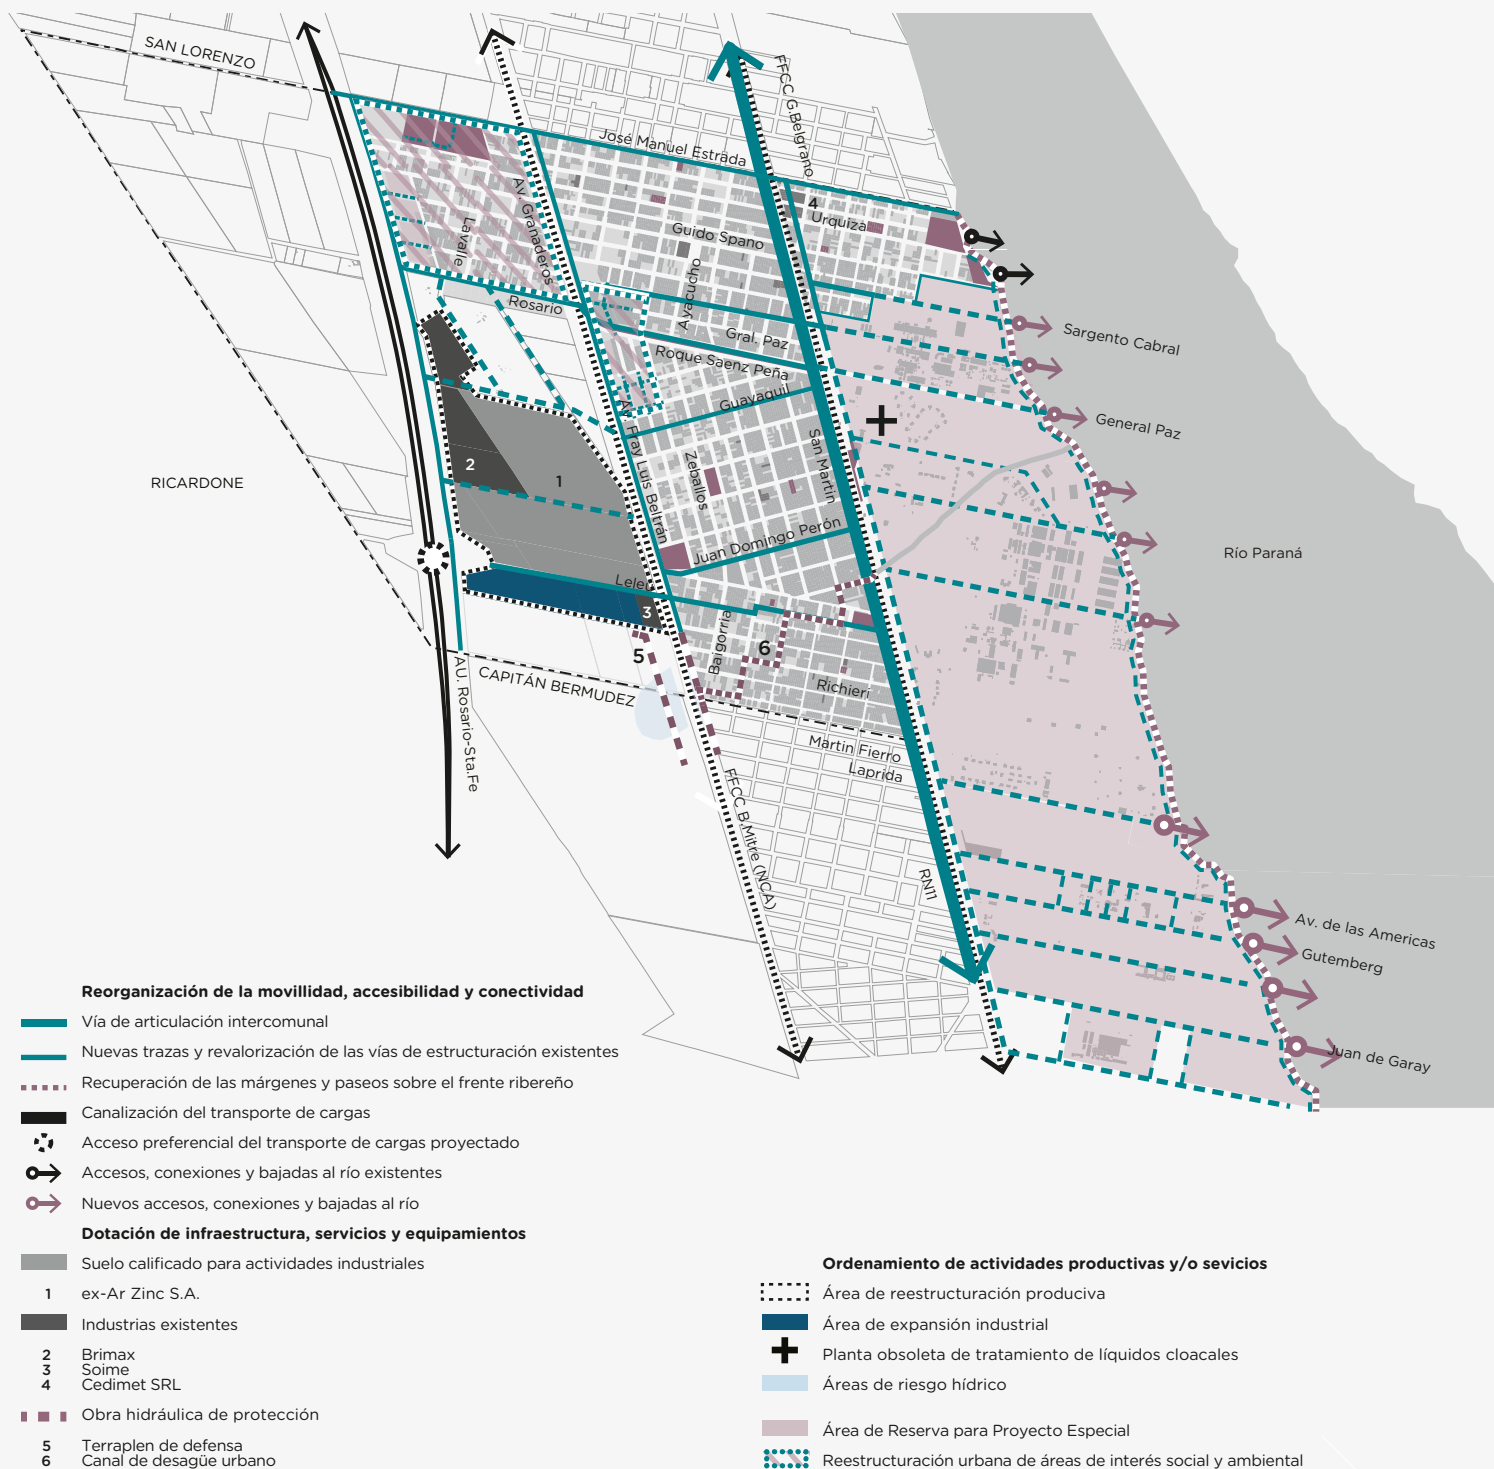 SAN LORENZO
FFCC G.Belgrano
José Manuel Estrada
Av. Granaderos
4
Urquiza
Lavalle
Guido Spano
Ayacucho
Rosario
Gral. Paz
Sargento Cabral
Roque Saenz Peña
Guayaquil
General Paz
Av. Fray Luis Beltrán
San Martin
Zeballos
2
1
RICARDONE
Juan Domingo Perón
Río Paraná
Leleu
3
5
6
Baigorria
Richieri
CAPITÁN BERMUDEZ
AU. Rosario-Sta.Fe
Martin Fierro
Laprida
FFCC B.Mitre (NCA)
RN11
Av. de las Americas
Gutemberg
Juan de Garay
Reorganización de la movillidad, accesibilidad y conectividad
Vía de articulación intercomunal
Nuevas trazas y revalorización de las vías de estructuración existentes
Recuperación de las márgenes y paseos sobre el frente ribereño
Canalización del transporte de cargas
Acceso preferencial del transporte de cargas proyectado
Accesos, conexiones y bajadas al río existentes
Nuevos accesos, conexiones y bajadas al río
Dotación de infraestructura, servicios y equipamientos
Suelo calificado para actividades industriales
1 ex-Ar Zinc S.A.
Industrias existentes
2 Brimax
3 Soime
4 Cedimet SRL
Obra hidráulica de protección
5 Terraplen de defensa
6 Canal de desagüe urbano
Ordenamiento de actividades productivas y/o sevicios
Área de reestructuración produciva
Área de expansión industrial
Planta obsoleta de tratamiento de líquidos cloacales
Áreas de riesgo hídrico
Área de Reserva para Proyecto Especial
Reestructuración urbana de áreas de interés social y ambiental